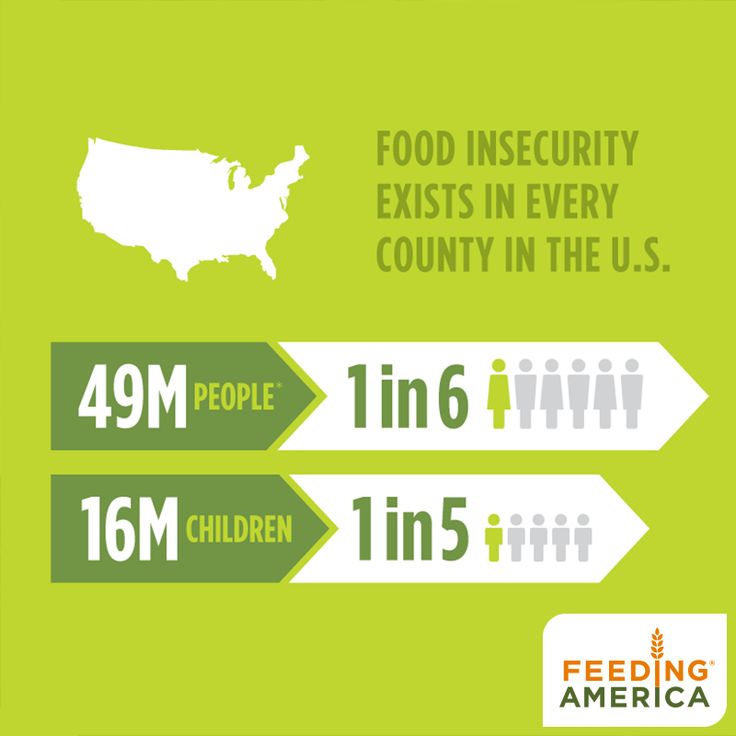 FOOD INSECURITY
EXISTS IN EVERY
COUNTY IN THE U.S.
49M PEOPLE* 1 in 6
16M CHILDREN 1 in 5
FEEDING®
AMERICA